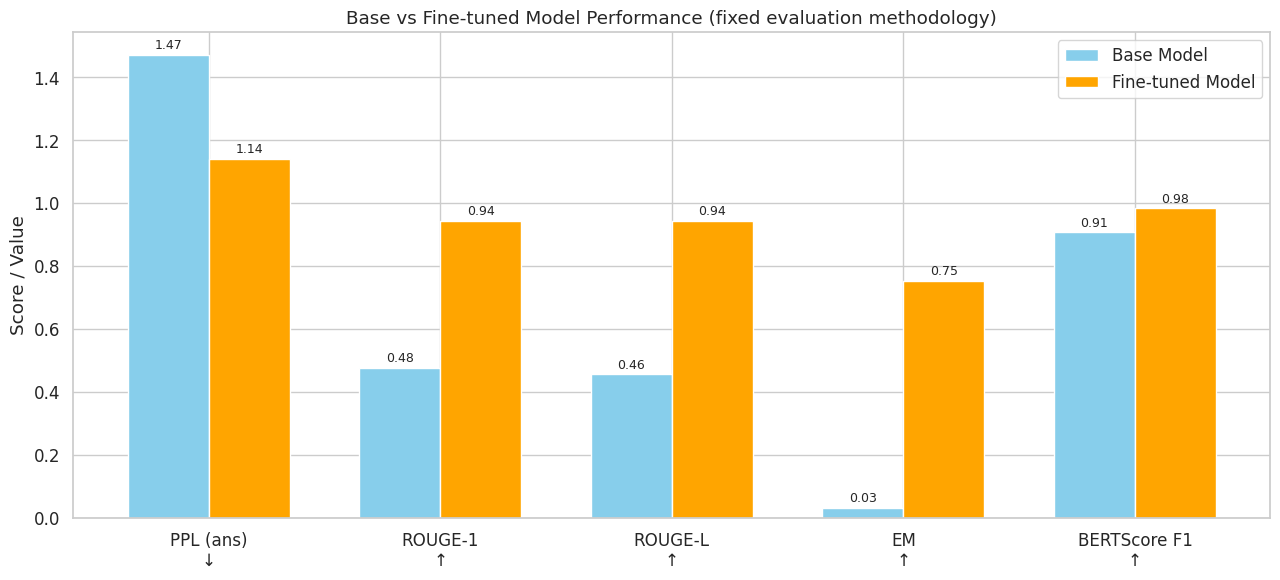 Base vs Fine-tuned Model Performance (fixed evaluation methodology)
Base Model
Fine-tuned Model
Score / Value
1.4
1.2
1.0
0.8
0.6
0.4
0.2
0.0
1.47
1.14
0.48
0.94
0.46
0.94
0.03
0.75
0.91
0.98
PPL (ans)
↓
ROUGE-1
↑
ROUGE-L
↑
EM
↑
BERTScore F1
↑